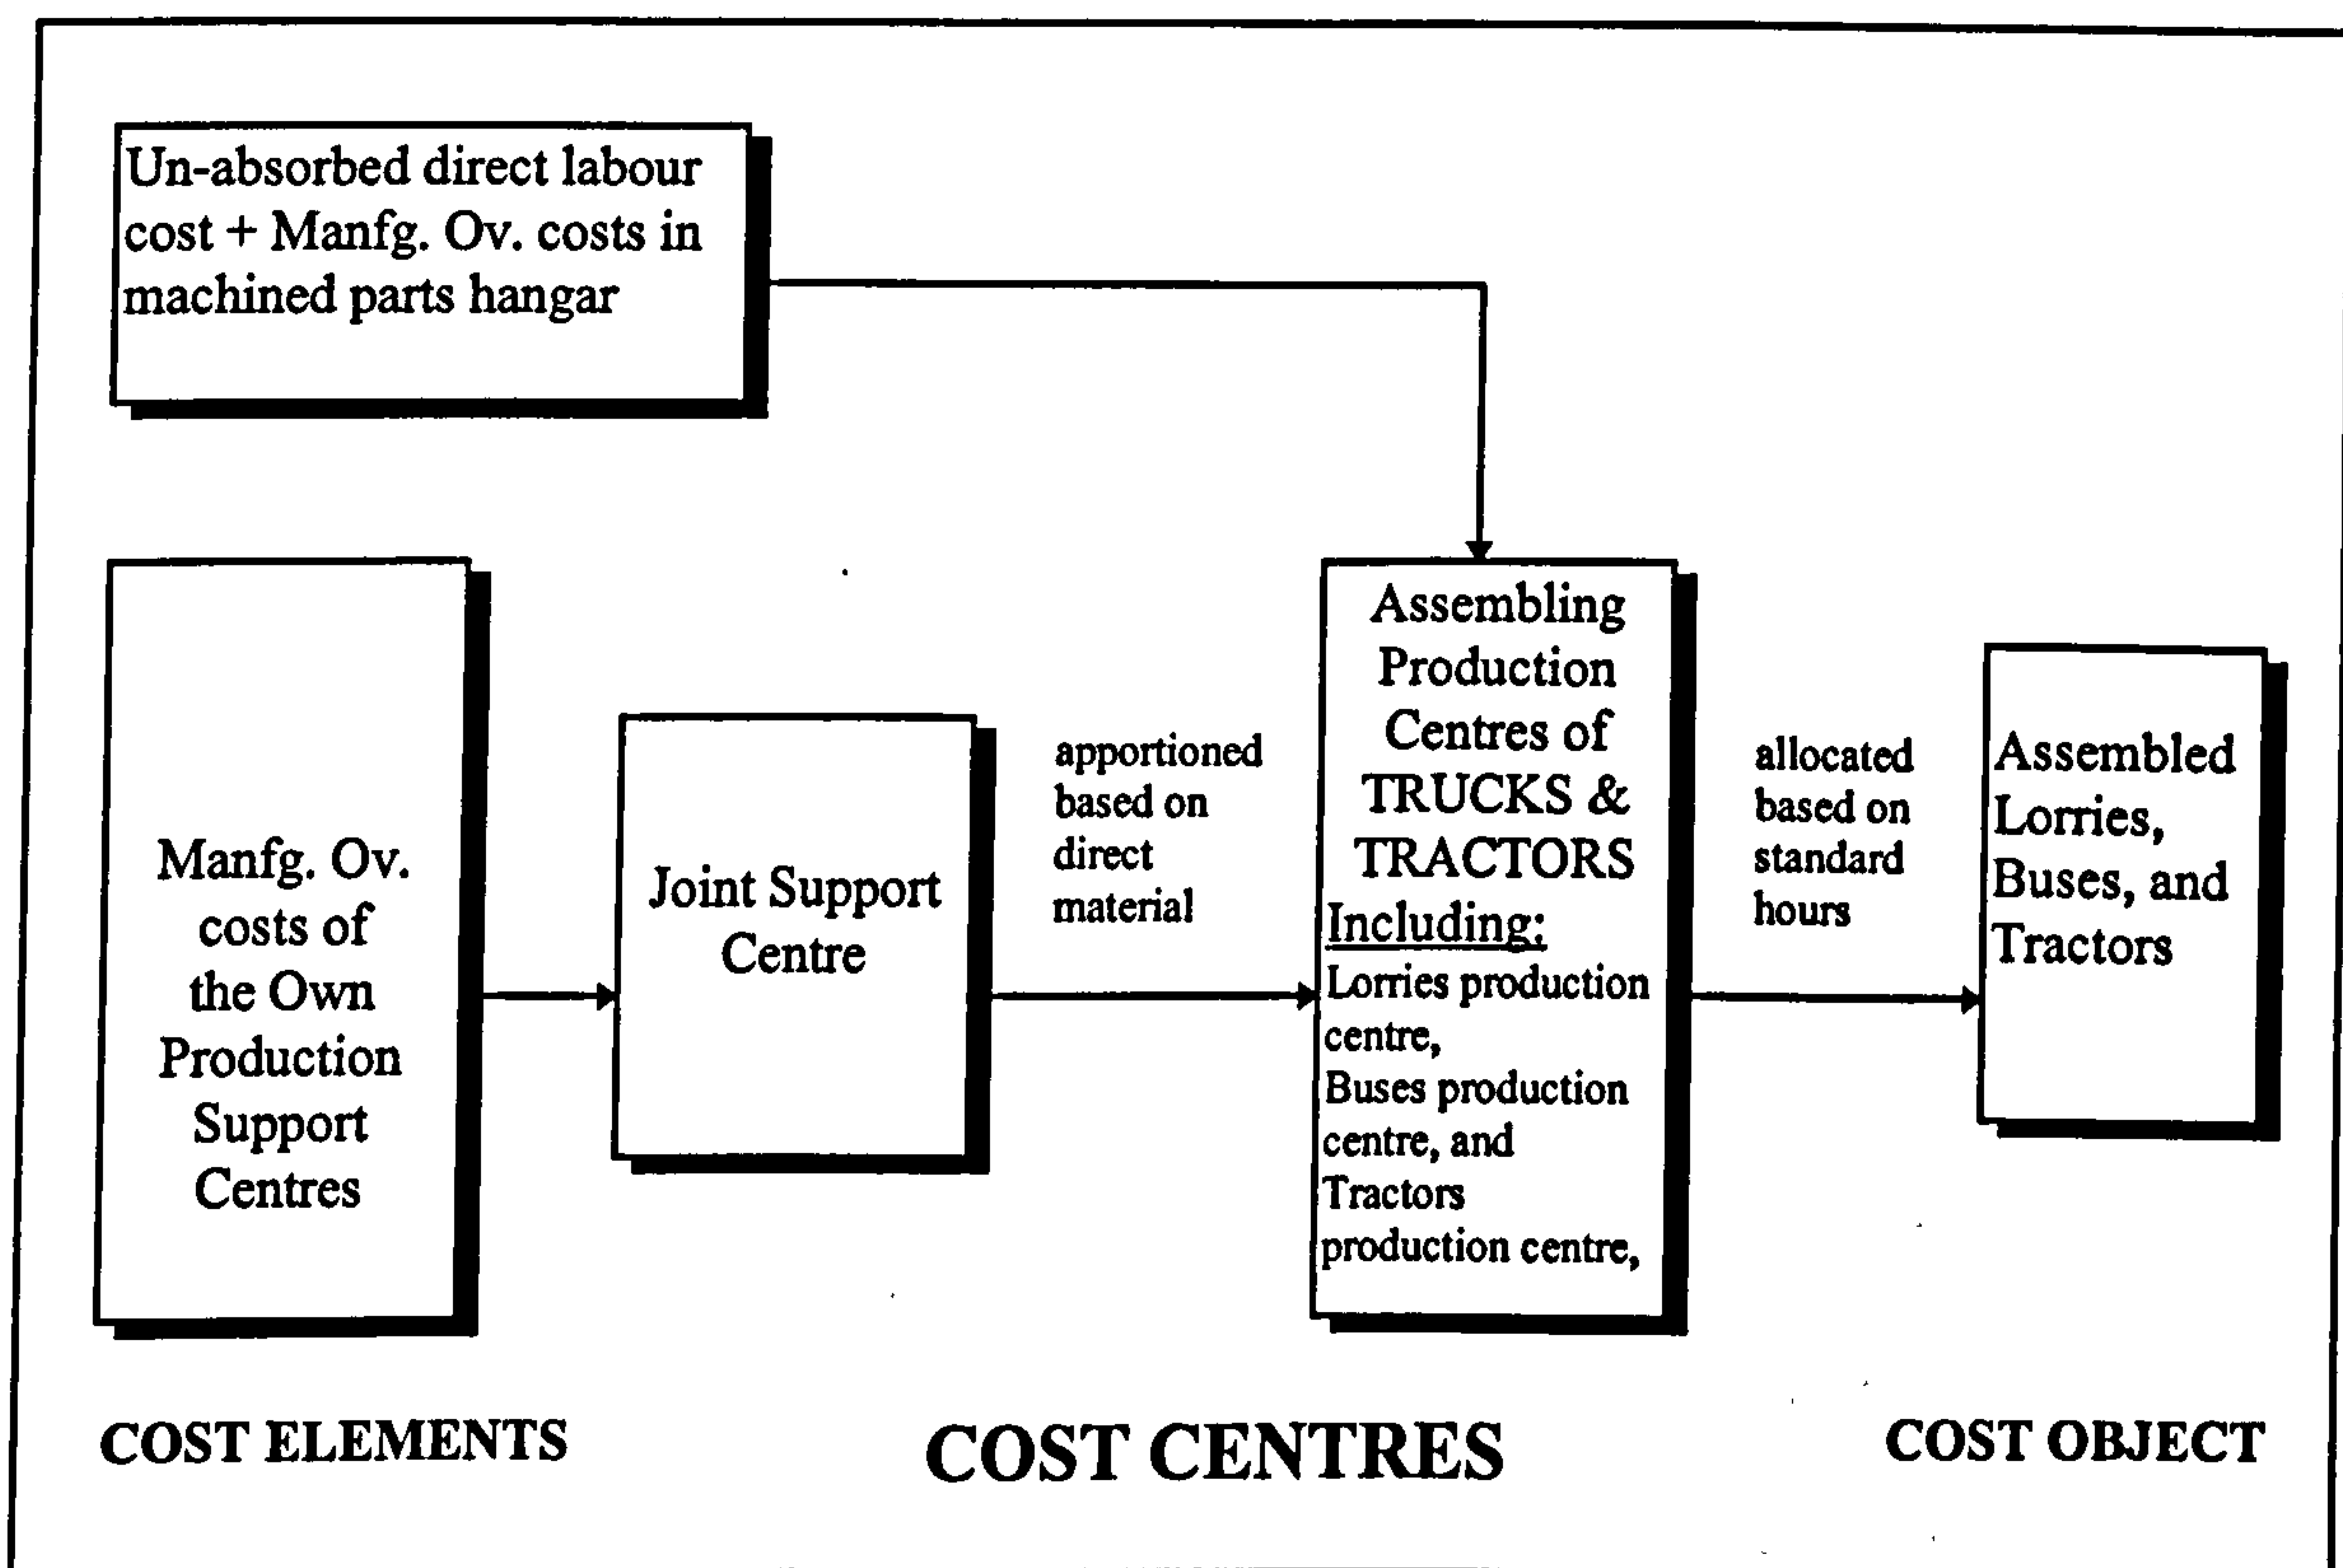 Un-absorbed direct labour
cost + Manfg. Ov. costs in
machined parts hangar
Manfg. Ov.
costs of
the Own
Production
Support
Centres
Joint Support
Centre
apportioned
based on
direct
material
Assembling
Production
Centres of
TRUCKS &
TRACTORS
Including:
Lorries production
centre,
Buses production
centre, and
Tractors
production centre,
allocated
based on
standard
hours
Assembled
Lorries,
Buses, and
Tractors
COST ELEMENTS
COST CENTRES
COST OBJECT